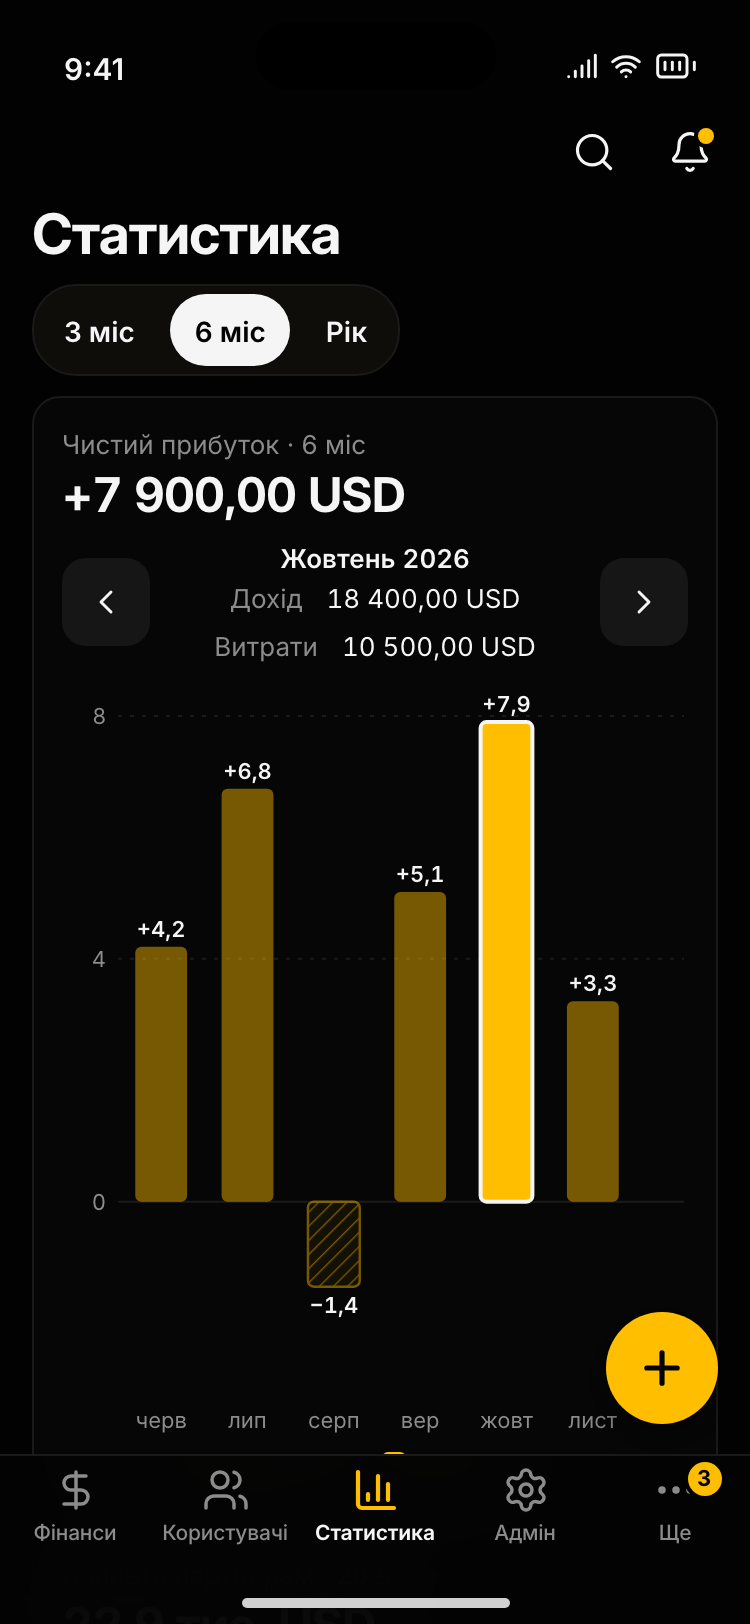 9:41
Статистика
3 міс 6 міс Рік
Чистий прибуток · 6 міс
+7 900,00 USD
Жовтень 2026
Дохід 18 400,00 USD
Витрати 10 500,00 USD
+7,9
8
+6,8
+5,1
+4,2
4
+3,3
0
−1,4
черв лип серп вер жовт лист
3
Фінанси Користувачі Статистика Адмін Ще